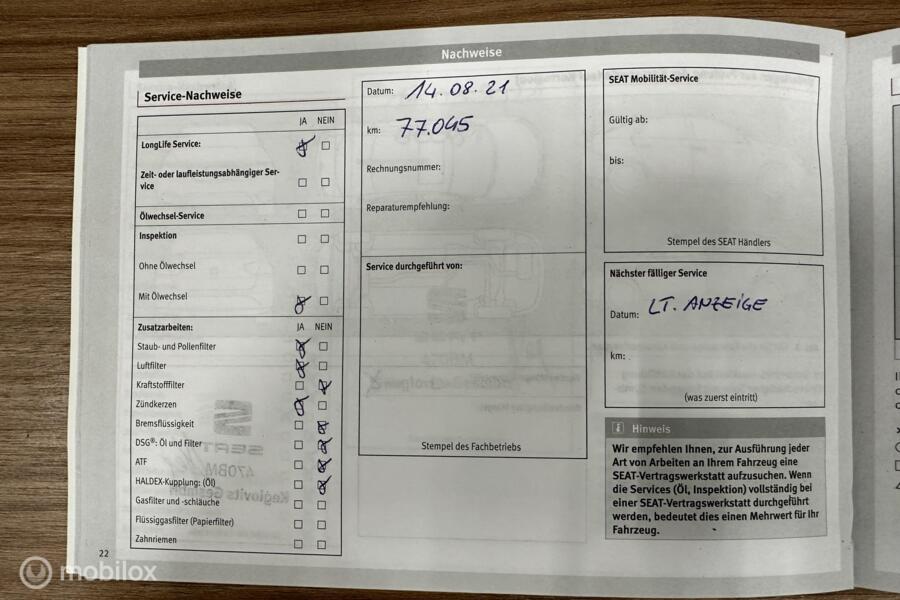 Nachweise
Service-Nachweise
JA NEIN
LongLife Service:
Zeit- oder laufleistungsabhängiger Ser-
vice
Ölwechsel-Service
Inspektion
Ohne Ölwechsel
Mit Ölwechsel
Zusatzarbeiten: JA NEIN
Staub- und Pollenfilter
Luftfilter
Kraftstofffilter
Zündkerzen
Bremsflüssigkeit
DSG®: Öl und Filter
ATF
HALDEX-Kupplung: (Öl)
Gasfilter und -schläuche
Flüssiggasfilter (Papierfilter)
Zahnriemen
22
Datum: 14.08.21
km: 77.045
Rechnungsnummer:
Reparaturempfehlung:
Service durchgeführt von:
Stempel des Fachbetriebs
SEAT Mobilität-Service
Gültig ab:
bis:
Stempel des SEAT Händlers
Nächster fälliger Service
Datum: LT. ANZEIGE
km:
(was zuerst eintritt)
Hinweis
Wir empfehlen Ihnen, zur Ausführung jeder
Art von Arbeiten an Ihrem Fahrzeug eine
SEAT-Vertragswerkstatt aufzusuchen. Wenn
die Services (Öl, Inspektion) vollständig bei
einer SEAT-Vertragswerkstatt durchgeführt
werden, bedeutet dies einen Mehrwert für Ihr
Fahrzeug.
SEAT
470BM
mobilox